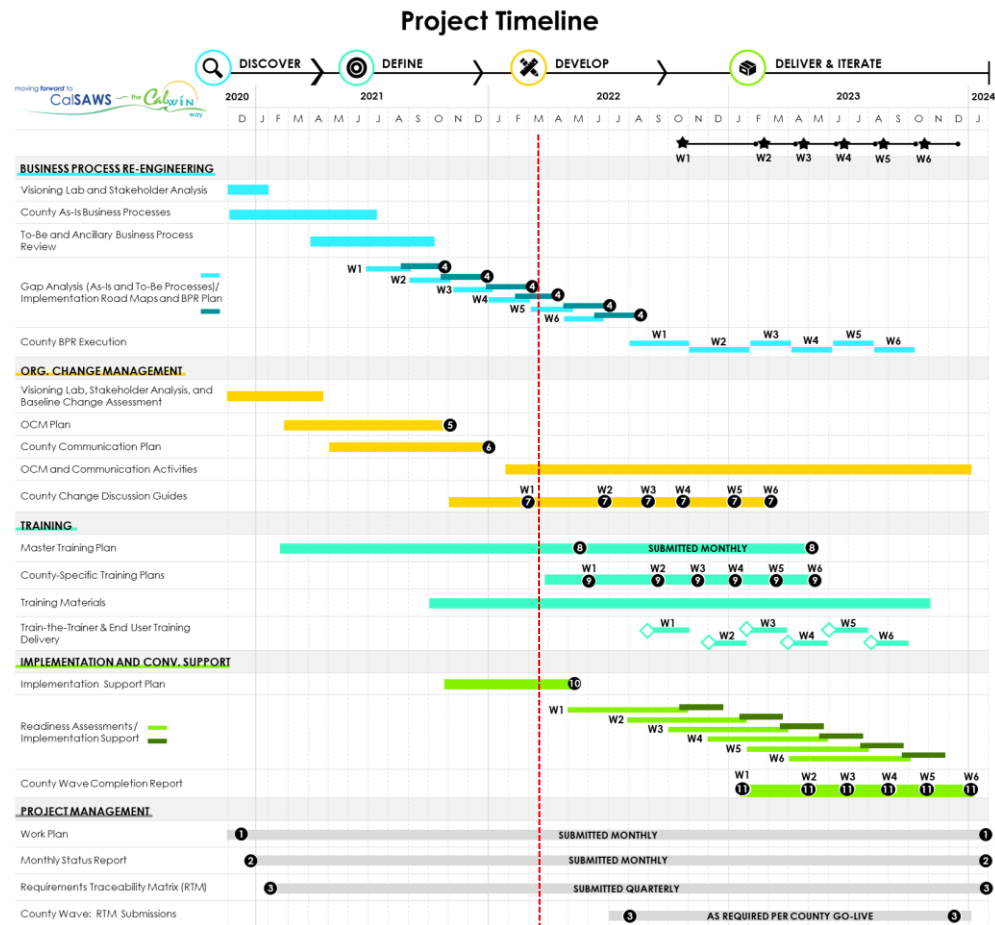 Project Timeline
DISCOVER
DEFINE
DEVELOP
DELIVER & ITERATE
moving forward to
CalSAWS — the CalWIN
way
2020 2021 2022 2023 2024
D J F M A M J J A S O N D J F M A M J J A S O N D J F M A M J J A S O N D J
W1 W2 W3 W4 W5 W6
BUSINESS PROCESS RE-ENGINEERING
Visioning Lab and Stakeholder Analysis
County As-Is Business Processes
To-Be and Ancillary Business Process
Review
Gap Analysis (As-Is and To-Be Processes)/
Implementation Road Maps and BPR Plan
W1 4
W2 4
W3 4
W4 4
W5 4
W6 4
County BPR Execution
W1 W2 W3 W4 W5 W6
ORG. CHANGE MANAGEMENT
Visioning Lab, Stakeholder Analysis, and
Baseline Change Assessment
OCM Plan 5
County Communication Plan 6
OCM and Communication Activities
W1 W2 W3 W4 W5 W6
County Change Discussion Guides 7 7 7 7 7 7
TRAINING
Master Training Plan 8 SUBMITTED MONTHLY 8
W1 W2 W3 W4 W5 W6
County-Specific Training Plans 9 9 9 9 9 9
Training Materials
Train-the-Trainer & End User Training
Delivery
W1 W2 W3 W4 W5 W6
IMPLEMENTATION AND CONV. SUPPORT
Implementation Support Plan 10
Readiness Assessments/
Implementation Support
W1
W2
W3
W4
W5
W6
W1 W2 W3 W4 W5 W6
County Wave Completion Report 11 11 11 11 11 11
PROJECT MANAGEMENT
Work Plan 1 SUBMITTED MONTHLY 1
Monthly Status Report 2 SUBMITTED MONTHLY 2
Requirements Traceability Matrix (RTM) 3 SUBMITTED QUARTERLY 3
County Wave: RTM Submissions 3 AS REQUIRED PER COUNTY GO-LIVE 3